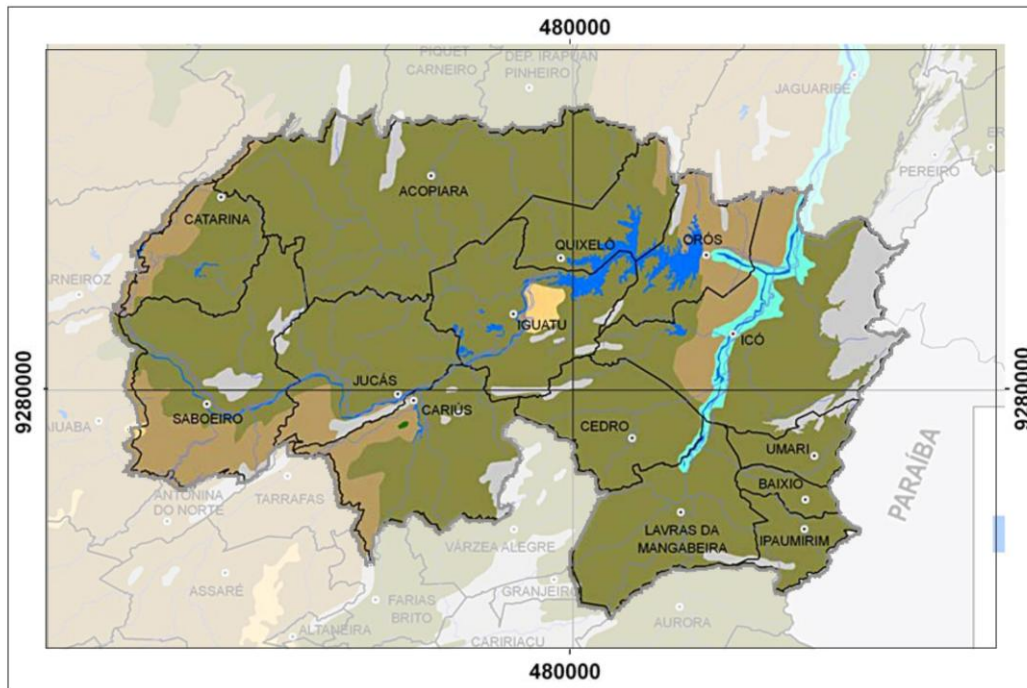 480000
PIQUET
CARNEIRO
DEP. IRAPUAN
PINHEIRO
JAGUARIBE
ER
PEREIRO
ACOPIARA
CATARINA
QUIXELÔ
ORÓS
ARNEIROZ
IGUATU
ICÓ
9280000
9280000
JUCÁS
SABOEIRO
CARIÚS
AIUABA
CEDRO
UMARI
BAIXIO
PARAÍBA
ANTONINA
DO NORTE
TARRAFAS
LAVRAS DA
MANGABEIRA
IPAUMIRIM
VÁRZEA ALEGRE
ASSARÉ
FARIAS
BRITO
GRANJEIRO
AURORA
ALTANEIRA
CARIRIAÇU
480000